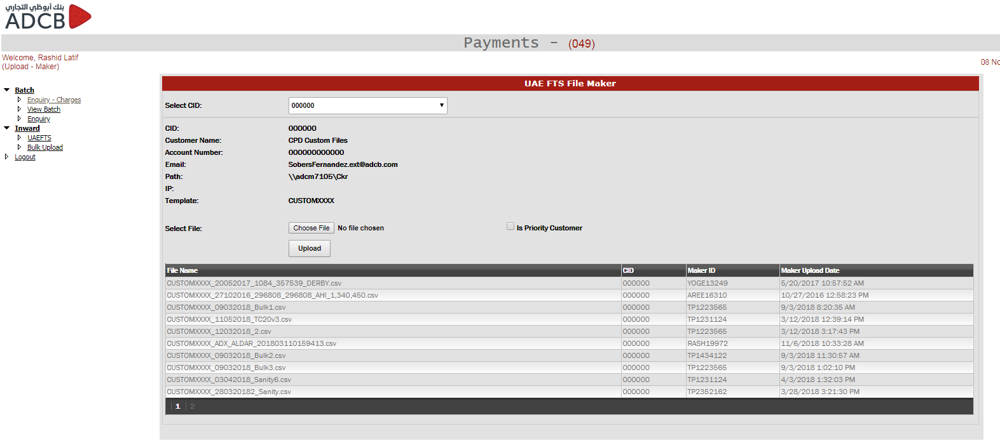 بنك أبوظبي التجاري
ADCB
Payments - (049)
Welcome, Rashid Latif
(Upload - Maker)
08 No
Batch
Enquiry - Charges
View Batch
Enquiry
Inward
UAEFTS
Bulk Upload
Logout
UAE FTS File Maker
Select CID: 000000
CID: 000000
Customer Name: CPD Custom Files
Account Number: 000000000000
Email: SobersFernandez.ext@adcb.com
Path: \\adcm7105\Ckr
IP:
Template: CUSTOMXXXX
Select File: Choose File No file chosen Is Priority Customer
Upload
File Name CID Maker ID Maker Upload Date
CUSTOMXXXX_20052017_1084_357539_DERBY.csv 000000 YOGE13249 5/20/2017 10:57:52 AM
CUSTOMXXXX_27102016_296808_296808_AHI_1,340,450.csv 000000 AREE16310 10/27/2016 12:58:23 PM
CUSTOMXXXX_09032018_Bulk1.csv 000000 TP1223565 9/3/2018 8:20:35 AM
CUSTOMXXXX_11052018_TC20v3.csv 000000 TP1231124 3/12/2018 12:39:14 PM
CUSTOMXXXX_12032018_2.csv 000000 TP1223565 3/12/2018 3:17:43 PM
CUSTOMXXXX_ADX_ALDAR_201803110159413.csv 000000 RASH19972 11/6/2018 10:33:28 AM
CUSTOMXXXX_09032018_Bulk2.csv 000000 TP1434122 9/3/2018 11:30:57 AM
CUSTOMXXXX_09032018_Bulk3.csv 000000 TP1223565 9/3/2018 1:02:10 PM
CUSTOMXXXX_03042018_Sanity6.csv 000000 TP1231124 4/3/2018 1:32:03 PM
CUSTOMXXXX_280320182_Sanity.csv 000000 TP2352162 3/28/2018 3:21:30 PM
1 2